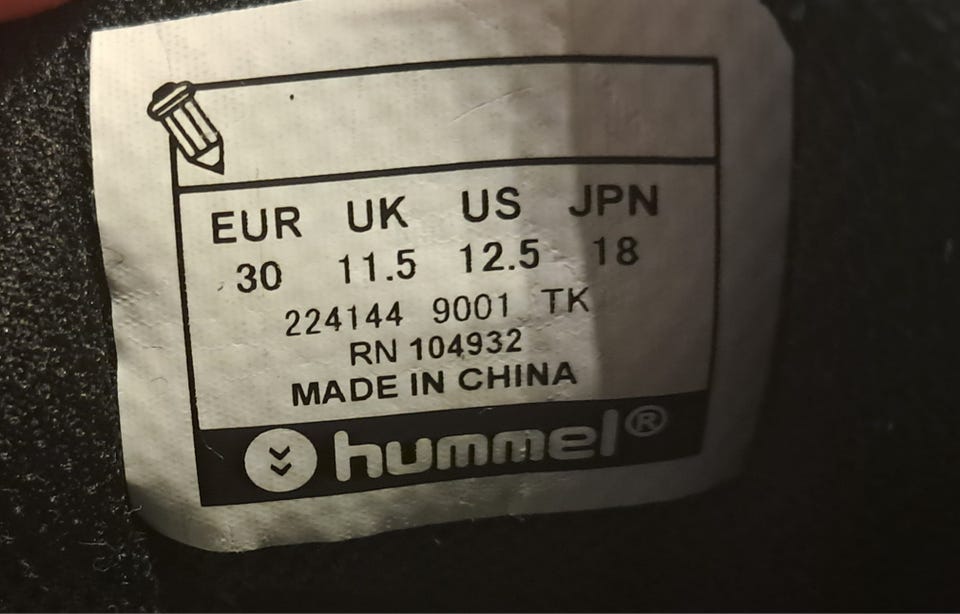 EUR UK US JPN
30 11.5 12.5 18
224144 9001 TK
RN 104932
MADE IN CHINA
hummel®